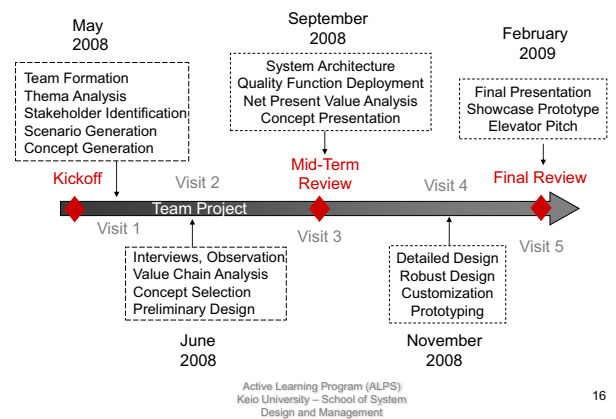 May
2008
September
2008
February
2009
Team Formation
Thema Analysis
Stakeholder Identification
Scenario Generation
Concept Generation
System Architecture
Quality Function Deployment
Net Present Value Analysis
Concept Presentation
Final Presentation
Showcase Prototype
Elevator Pitch
Kickoff
Visit 2
Mid-Term
Review
Visit 4
Final Review
Team Project
Visit 1
Visit 3
Visit 5
Interviews, Observation
Value Chain Analysis
Concept Selection
Preliminary Design
Detailed Design
Robust Design
Customization
Prototyping
June
2008
November
2008
Active Learning Program (ALPS)
Keio University – School of System
Design and Management
16